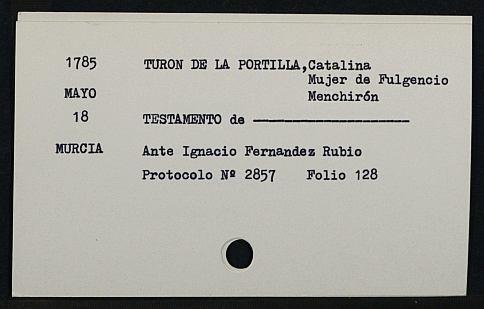 1785 TURON DE LA PORTILLA,Catalina
Mujer de Fulgencio
MAYO Menchirón
18 TESTAMENTO de ————————————————————
MURCIA Ante Ignacio Fernandez Rubio
Protocolo Nº 2857 Folio 128